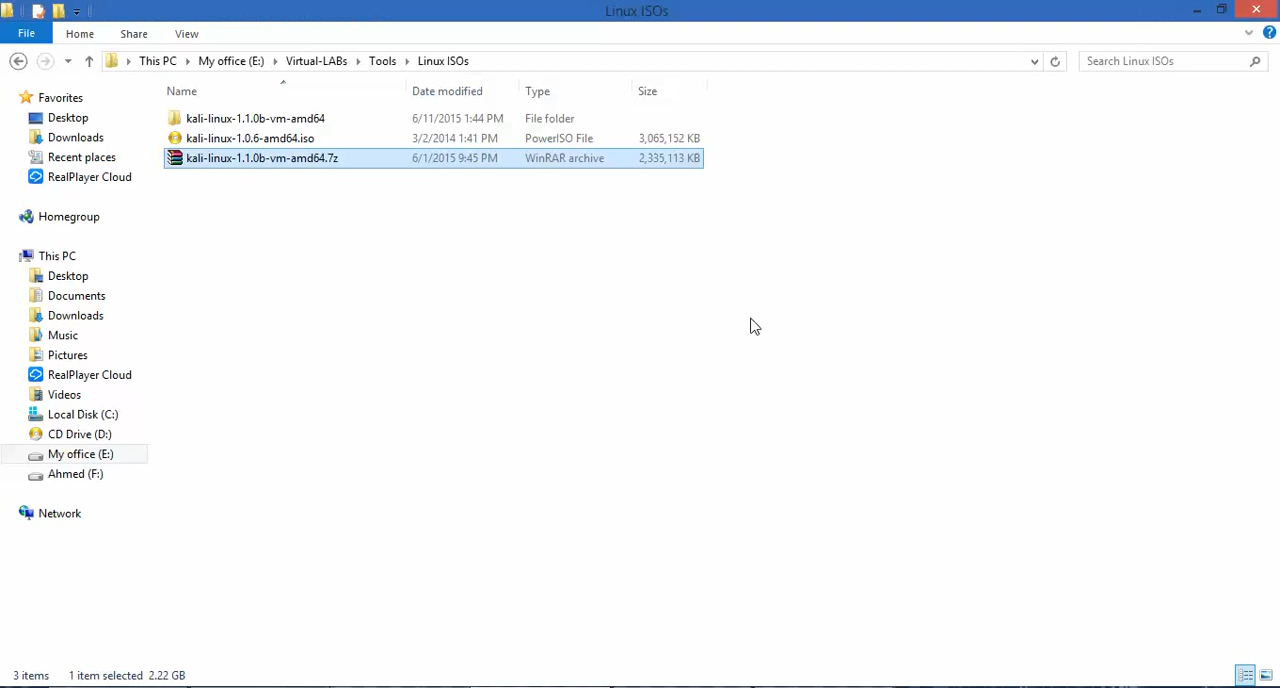 Linux ISOs
File Home Share View
This PC My office (E:) Virtual-LABs Tools Linux ISOs Search Linux ISOs
Name Date modified Type Size
kali-linux-1.1.0b-vm-amd64 6/11/2015 1:44 PM File folder
kali-linux-1.0.6-amd64.iso 3/2/2014 1:41 PM PowerISO File 3,065,152 KB
kali-linux-1.1.0b-vm-amd64.7z 6/1/2015 9:45 PM WinRAR archive 2,335,113 KB
Favorites
Desktop
Downloads
Recent places
RealPlayer Cloud
Homegroup
This PC
Desktop
Documents
Downloads
Music
Pictures
RealPlayer Cloud
Videos
Local Disk (C:)
CD Drive (D:)
My office (E:)
Ahmed (F:)
Network
3 items 1 item selected 2.22 GB